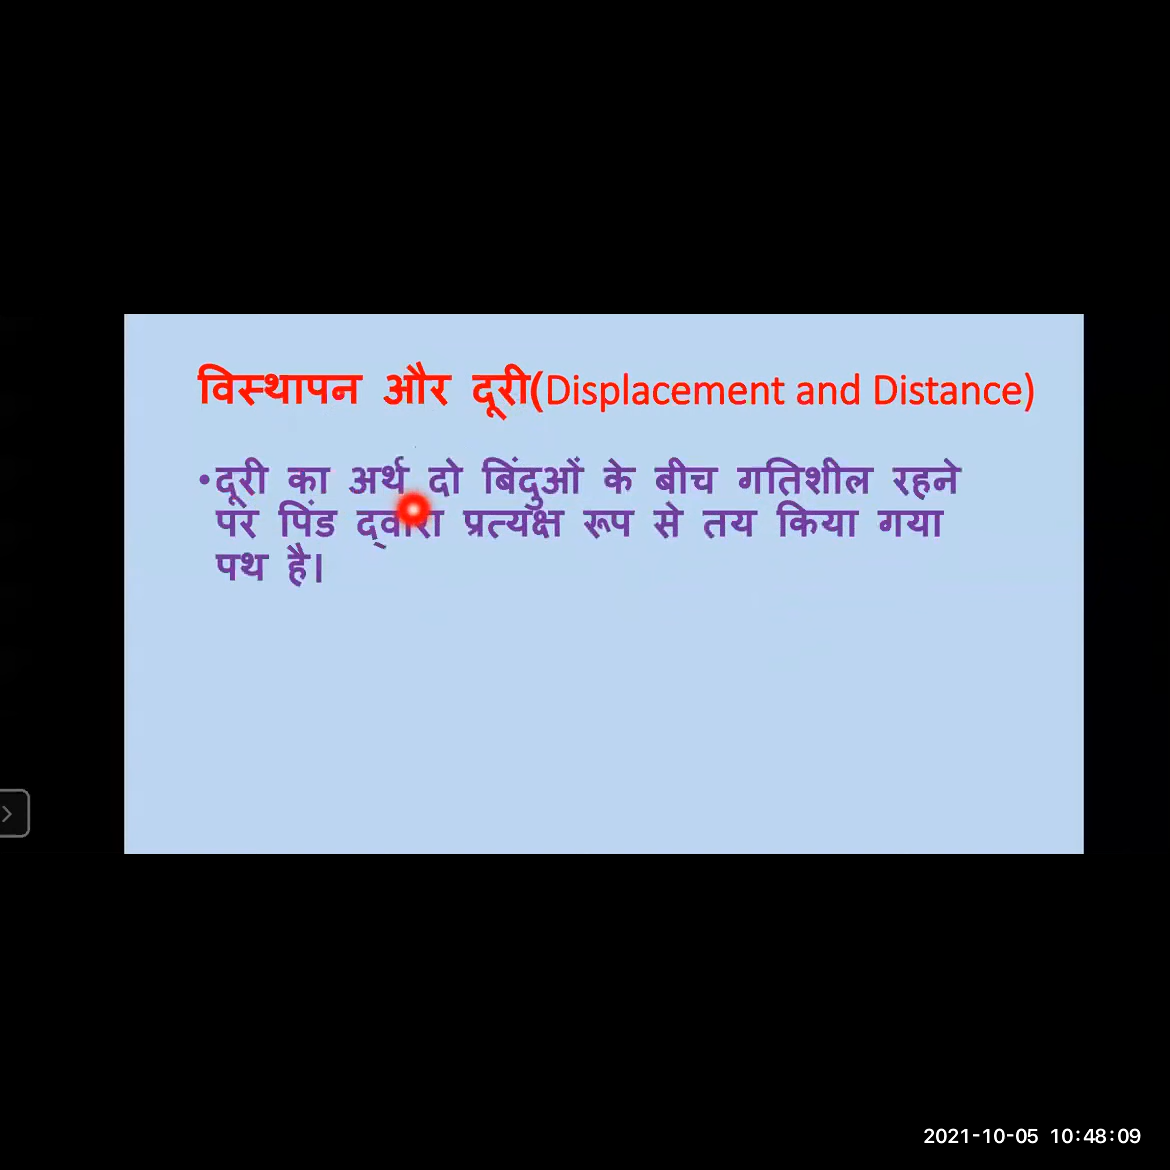 विस्थापन और दूरी(Displacement and Distance)
•दूरी का अर्थ दो बिंदुओं के बीच गतिशील रहने
पर पिंड द्वारा प्रत्यक्ष रूप से तय किया गया
पथ है।
2021-10-05 10:48:09